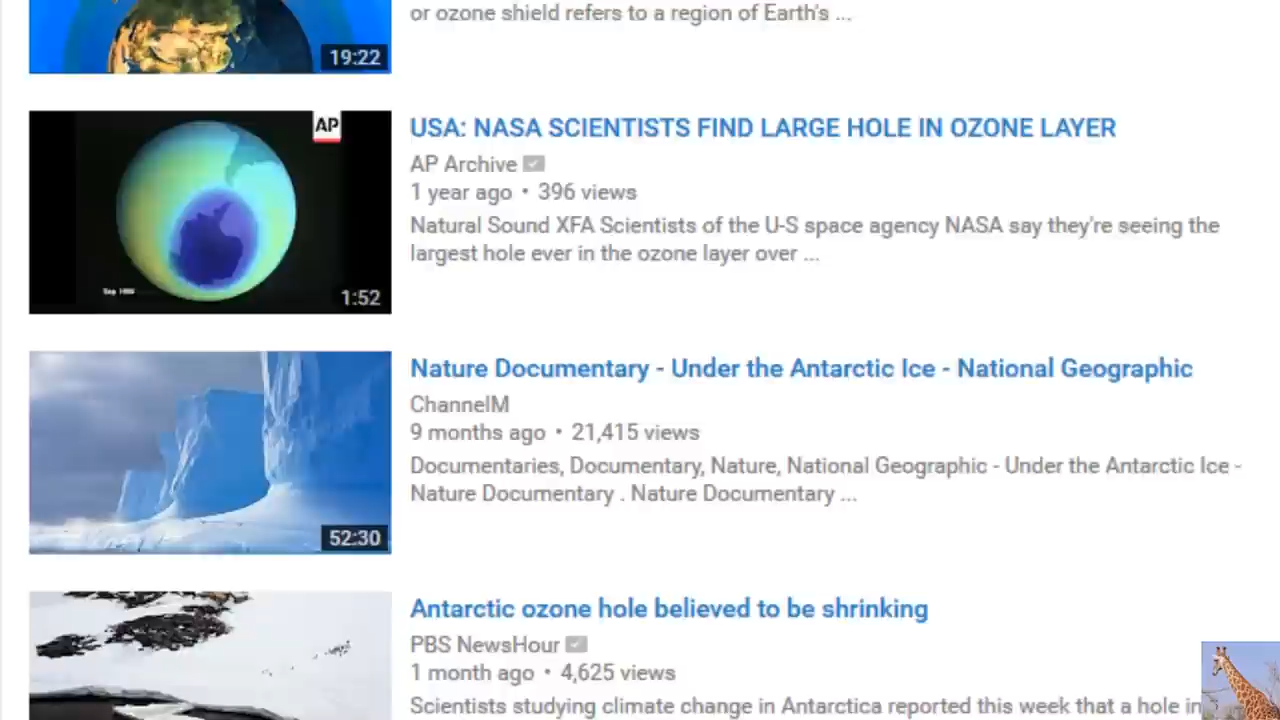 or ozone shield refers to a region of Earth's ...
19:22
AP
USA: NASA SCIENTISTS FIND LARGE HOLE IN OZONE LAYER
AP Archive
1 year ago • 396 views
Natural Sound XFA Scientists of the U-S space agency NASA say they're seeing the
largest hole ever in the ozone layer over ...
1:52
Nature Documentary - Under the Antarctic Ice - National Geographic
ChannelM
9 months ago • 21,415 views
Documentaries, Documentary, Nature, National Geographic - Under the Antarctic Ice -
Nature Documentary . Nature Documentary ...
52:30
Antarctic ozone hole believed to be shrinking
PBS NewsHour
1 month ago • 4,625 views
Scientists studying climate change in Antarctica reported this week that a hole in